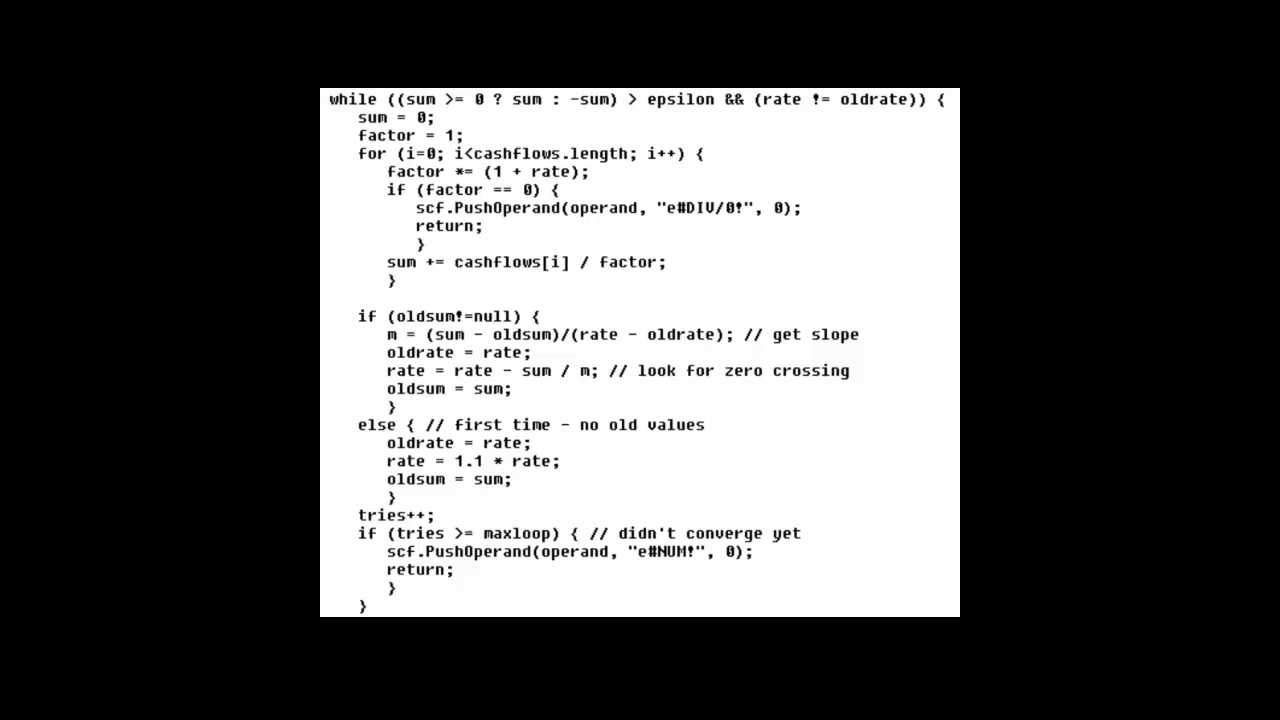 while ((sum >= 0 ? sum : -sum) > epsilon && (rate != oldrate)) {
   sum = 0;
   factor = 1;
   for (i=0; i<cashflows.length; i++) {
      factor *= (1 + rate);
      if (factor == 0) {
         scf.PushOperand(operand, "e#DIV/0!", 0);
         return;
         }
      sum += cashflows[i] / factor;
      }

   if (oldsum!=null) {
      m = (sum - oldsum)/(rate - oldrate); // get slope
      oldrate = rate;
      rate = rate - sum / m; // look for zero crossing
      oldsum = sum;
      }
   else { // first time - no old values
      oldrate = rate;
      rate = 1.1 * rate;
      oldsum = sum;
      }
   tries++;
   if (tries >= maxloop) { // didn't converge yet
      scf.PushOperand(operand, "e#NUM!", 0);
      return;
      }
   }